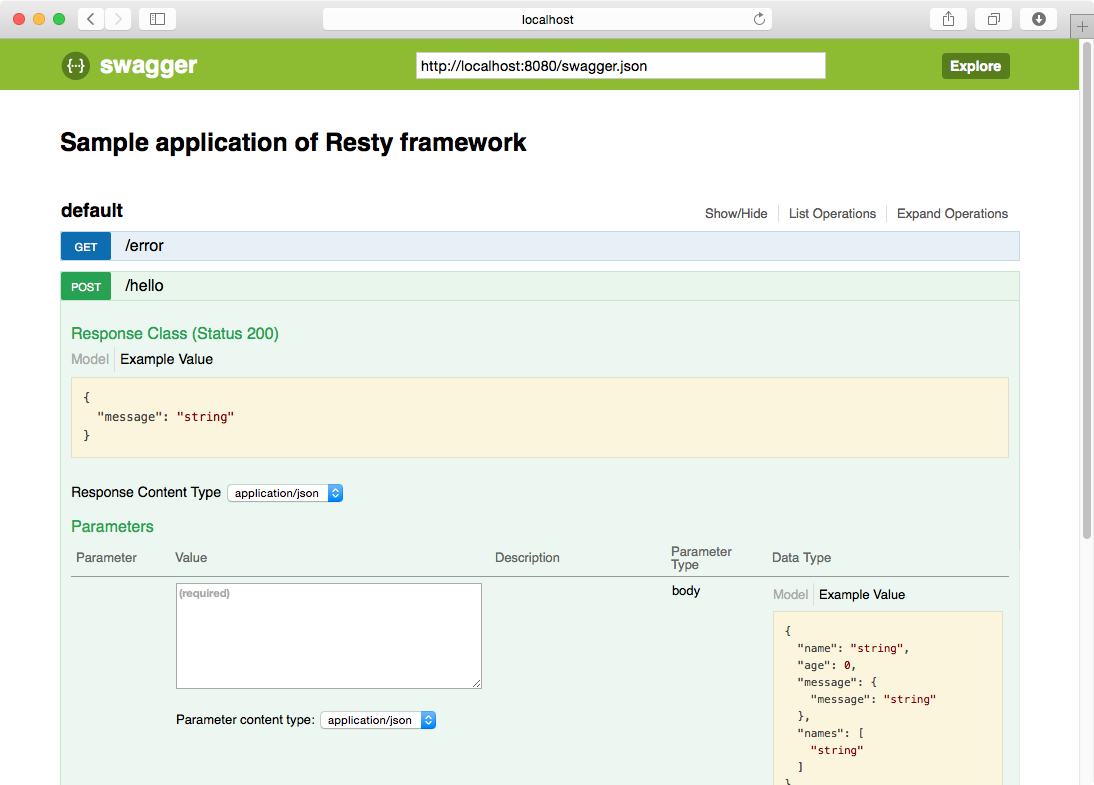 localhost
{···} swagger
http://localhost:8080/swagger.json
Explore
Sample application of Resty framework
default
Show/Hide
List Operations
Expand Operations
GET /error
POST /hello
Response Class (Status 200)
Model Example Value
{
"message": "string"
}
Response Content Type application/json
Parameters
Parameter Value Description Parameter Type Data Type
(required)
body
Model Example Value
{
"name": "string",
"age": 0,
"message": {
"message": "string"
},
"names": [
"string"
]
}
Parameter content type: application/json